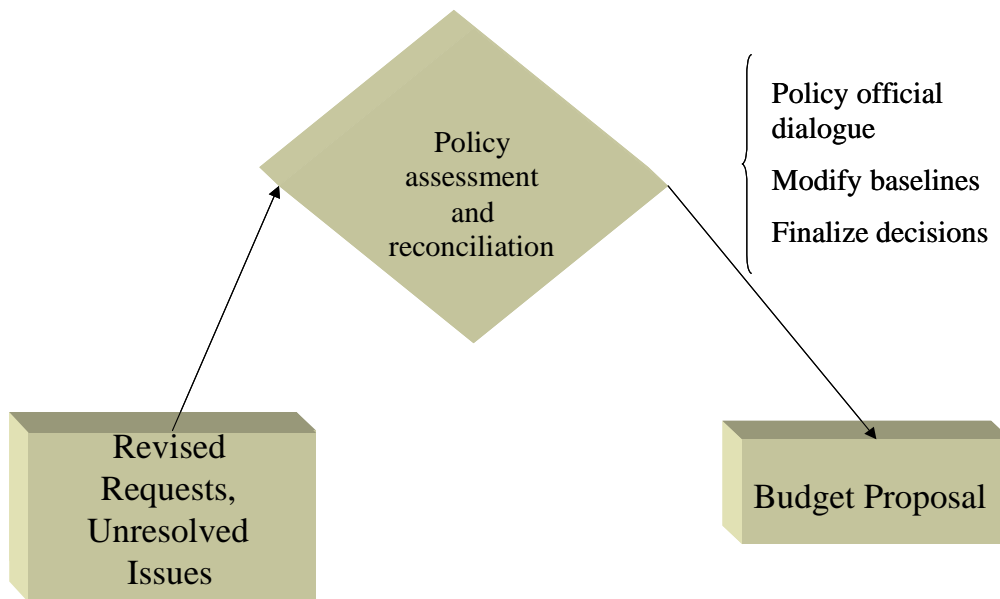 Policy
assessment
and
reconciliation
Policy official
dialogue
Modify baselines
Finalize decisions
Revised
Requests,
Unresolved
Issues
Budget Proposal